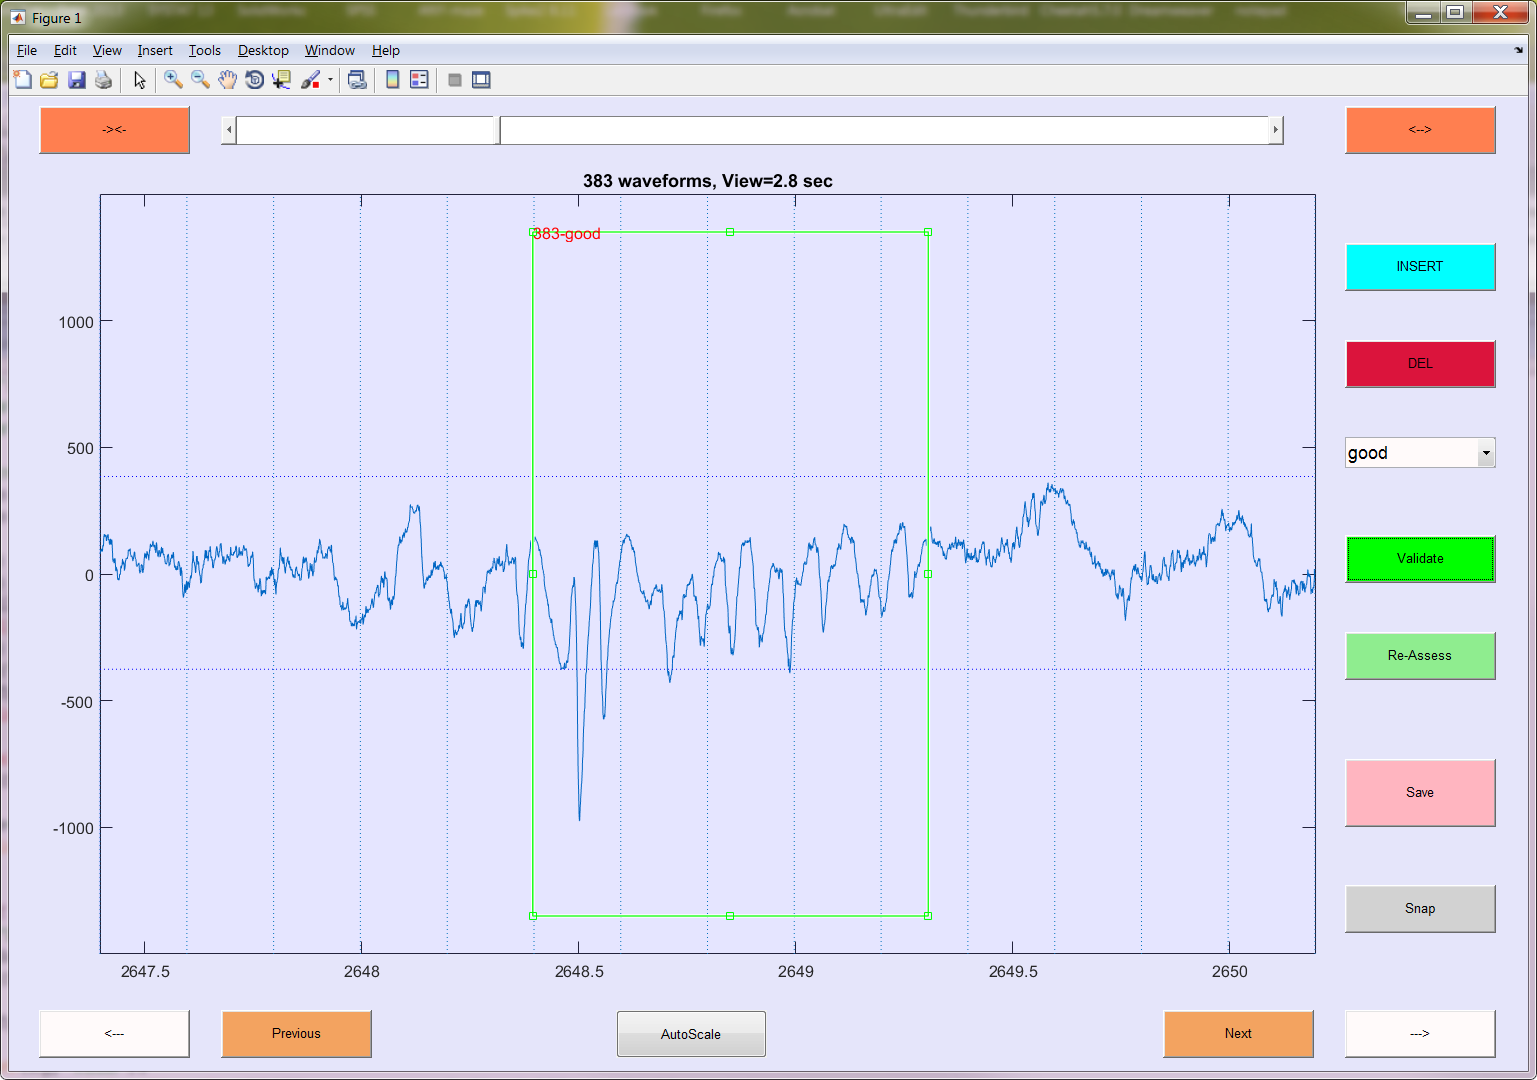 Figure 1
File Edit View Insert Tools Desktop Window Help
-><-
<-->
383 waveforms, View=2.8 sec
383-good
INSERT
1000
DEL
500
good
Validate
0
Re-Assess
-500
Save
-1000
Snap
2647.5 2648 2648.5 2649 2649.5 2650
<--- Previous AutoScale Next --->